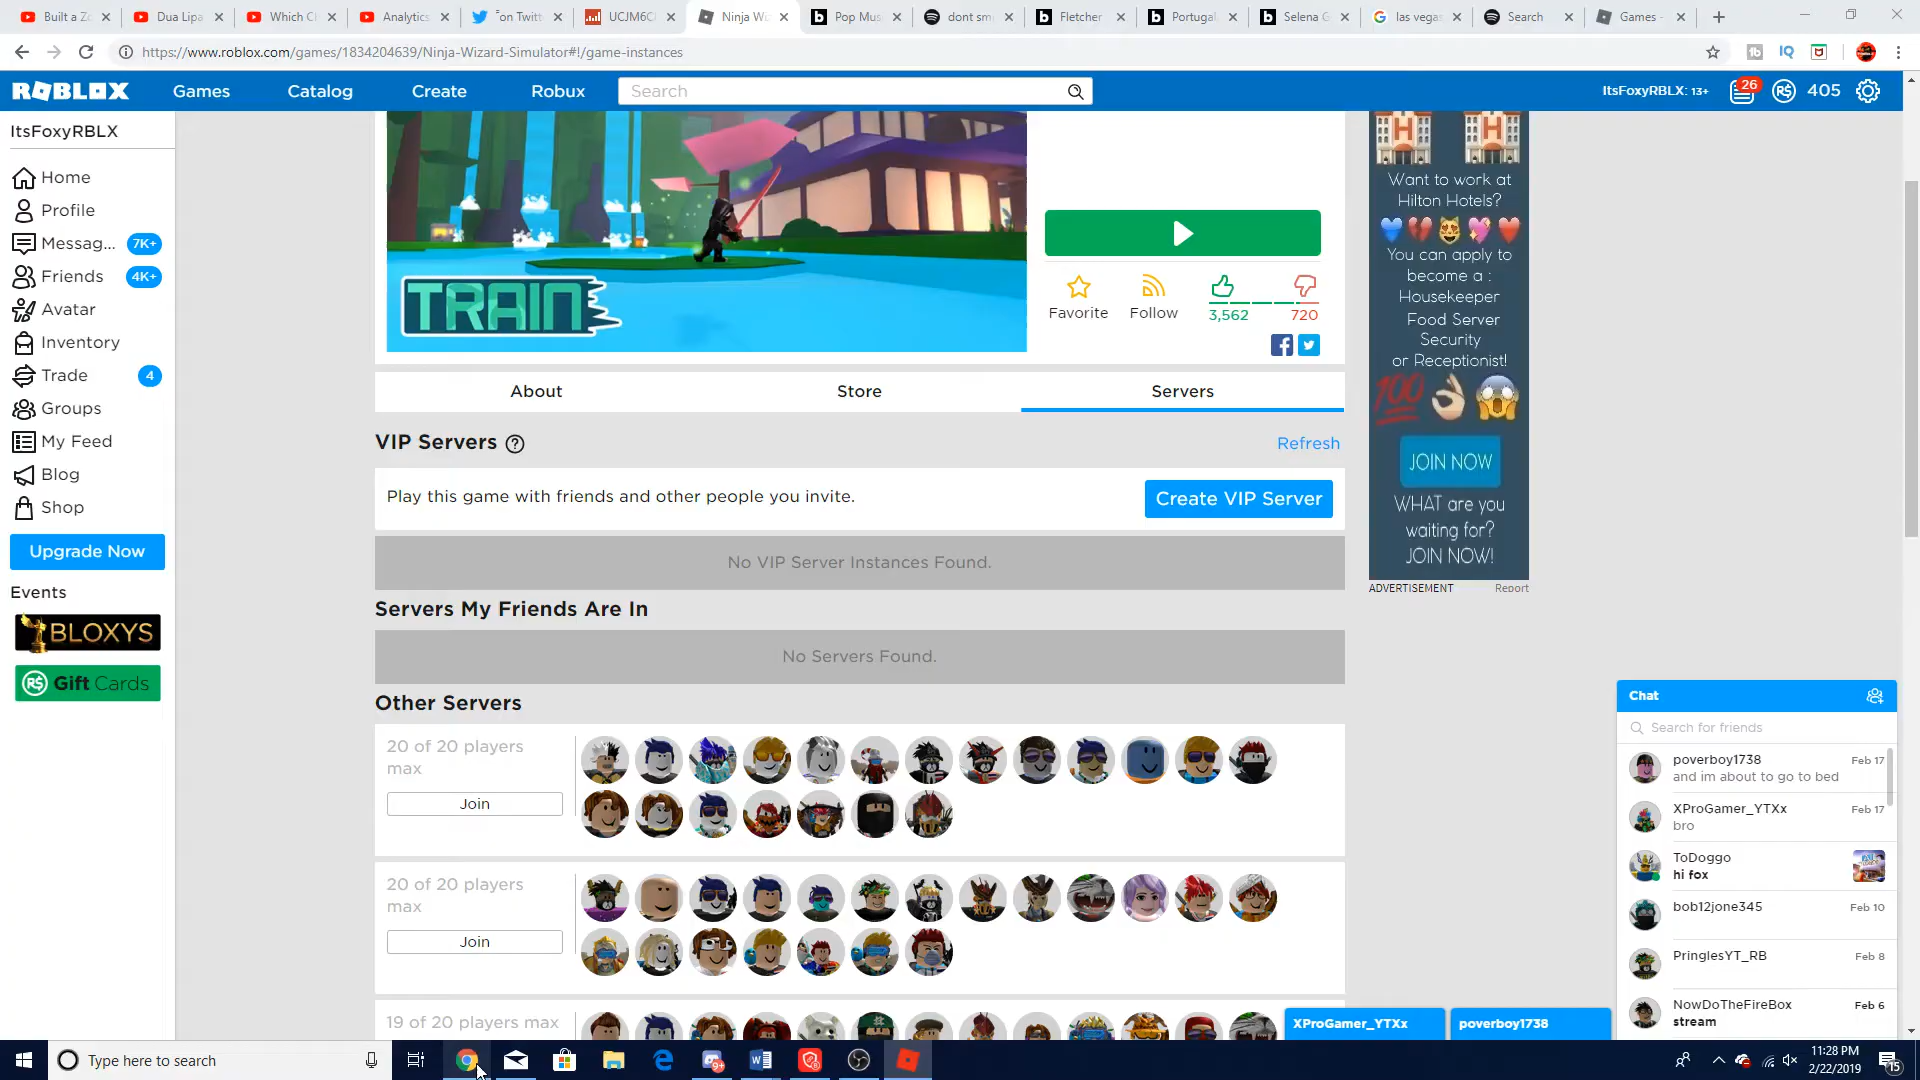 Built a Zo
Dua Lipa
Which Cl
Analytics
on Twitt
UCJM6C
Ninja Wiz
Pop Mus
dont sm
Fletcher
Portugal
Selena G
las vegas
Search
Games -
https://www.roblox.com/games/1834204639/Ninja-Wizard-Simulator#!/game-instances
ROBLOX
Games
Catalog
Create
Robux
Search
ItsFoxyRBLX: 13+
26
405
ItsFoxyRBLX
Home
Profile
Messag... 7K+
Friends 4K+
Avatar
Inventory
Trade 4
Groups
My Feed
Blog
Shop
Upgrade Now
Events
BLOXYS
Gift Cards
TRAIN
Favorite
Follow
3,562
720
About
Store
Servers
VIP Servers ?
Refresh
Play this game with friends and other people you invite.
Create VIP Server
No VIP Server Instances Found.
Servers My Friends Are In
No Servers Found.
Other Servers
20 of 20 players
max
Join
20 of 20 players
max
Join
19 of 20 players max
H H
Want to work at
Hilton Hotels?
You can apply to
become a :
Housekeeper
Food Server
Security
or Receptionist!
100
JOIN NOW
WHAT are you
waiting for?
JOIN NOW!
ADVERTISEMENT
Report
Chat
Search for friends
poverboy1738 Feb 17
and im about to go to bed
XProGamer_YTXx Feb 17
bro
ToDoggo
hi fox
bob12jone345 Feb 10
PringlesYT_RB Feb 8
NowDoTheFireBox Feb 6
stream
XProGamer_YTXx
poverboy1738
Type here to search
11:28 PM
2/22/2019
15